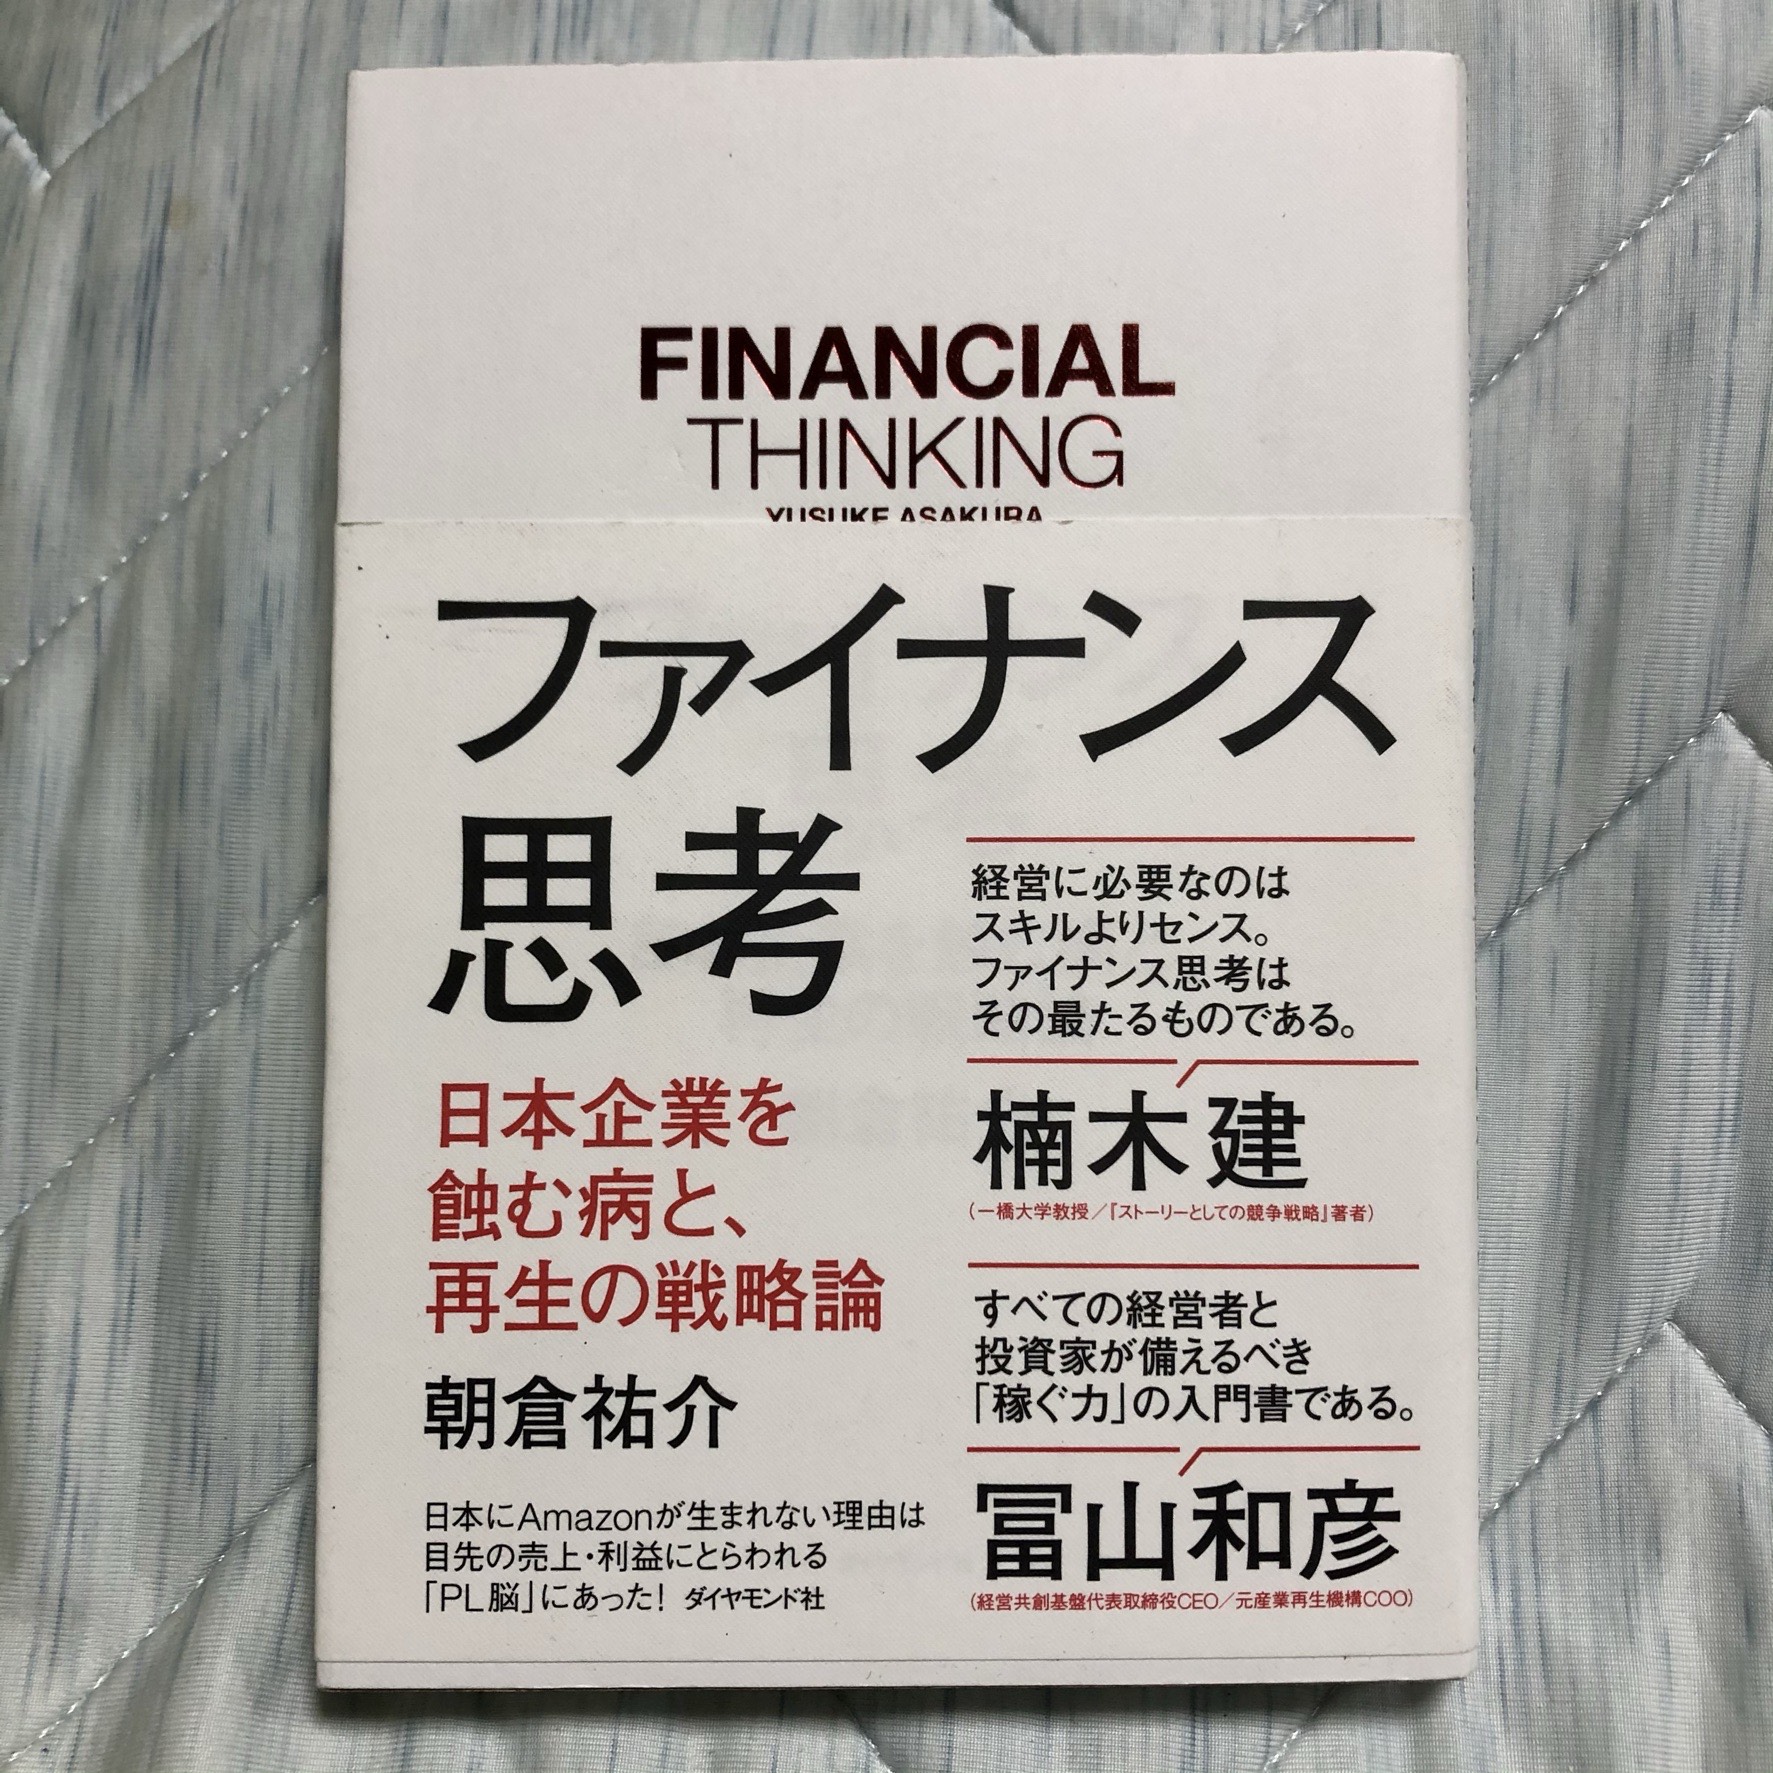 FINANCIAL
THINKING
YUSUKE ASAKURA
ファイナンス
思考
日本企業を
蝕む病と、
再生の戦略論
朝倉祐介
日本にAmazonが生まれない理由は
目先の売上・利益にとらわれる
「PL脳」にあった! ダイヤモンド社
経営に必要なのは
スキルよりセンス。
ファイナンス思考は
その最たるものである。
楠木建
(一橋大学教授/『ストーリーとしての競争戦略』著者)
すべての経営者と
投資家が備えるべき
「稼ぐ力」の入門書である。
冨山和彦
(経営共創基盤代表取締役CEO/元産業再生機構COO)